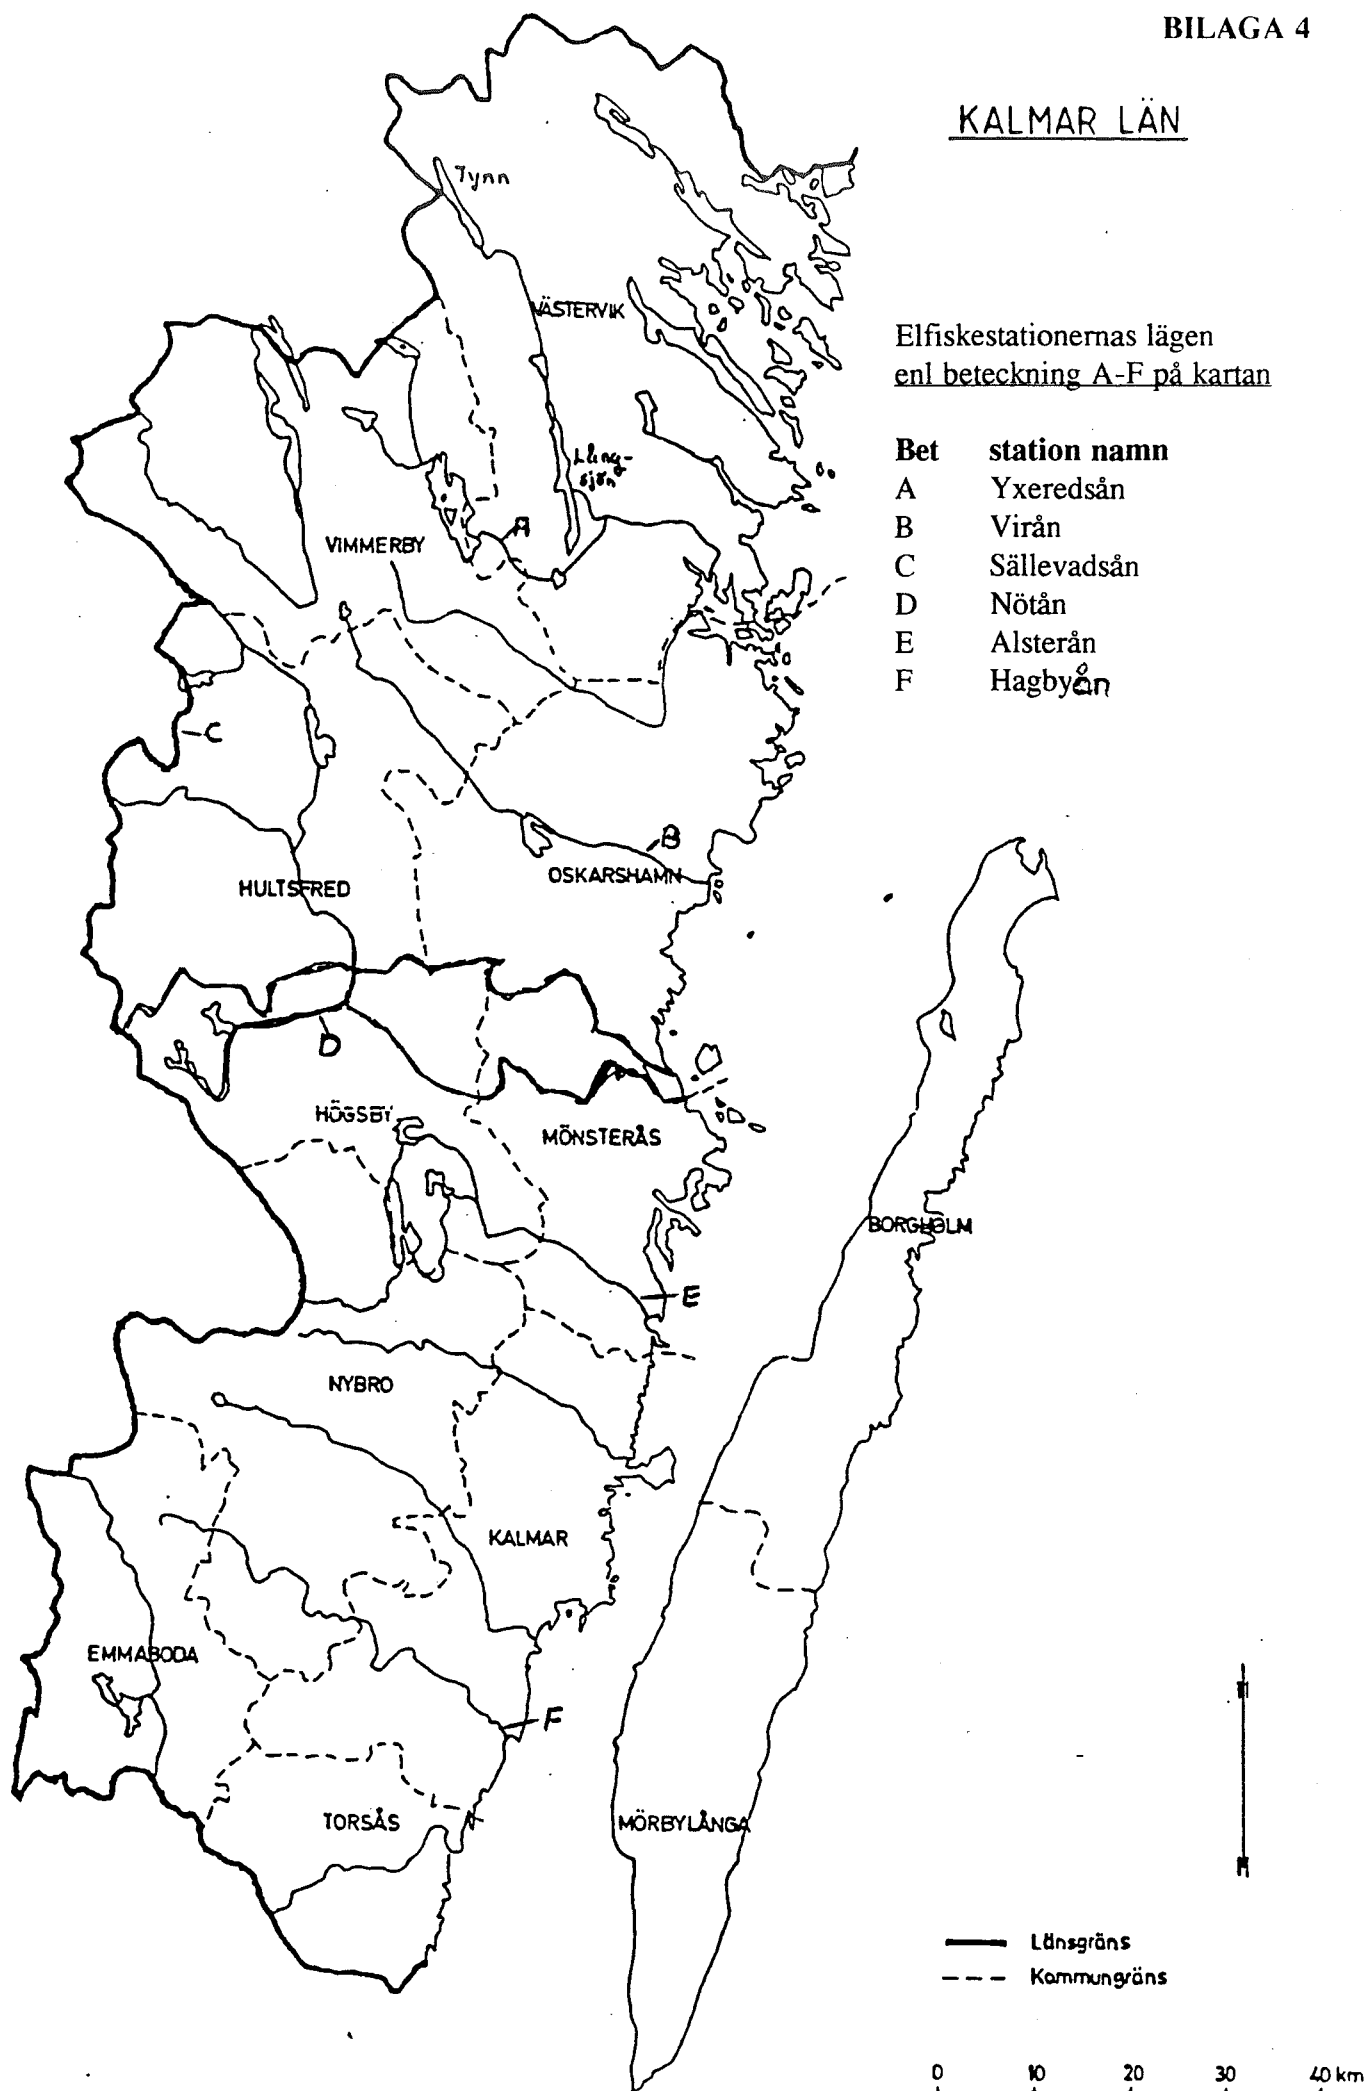 BILAGA 4
KALMAR LÄN
Tynn
VÄSTERVIK
Elfiskestationernas lägen
enl beteckning A-F på kartan
Bet station namn
A Yxeredsån
B Virån
C Sällevadsån
D Nötån
E Alsterån
F Hagbyån
Lång-
sjön
A
VIMMERBY
C
B
HULTSFRED
OSKARSHAMN
D
HÖGSBY
MÖNSTERÅS
BORGHOLM
E
NYBRO
KALMAR
EMMABODA
F
TORSÅS
MÖRBYLÅNGA
Länsgräns
Kommungräns
0 10 20 30 40 km